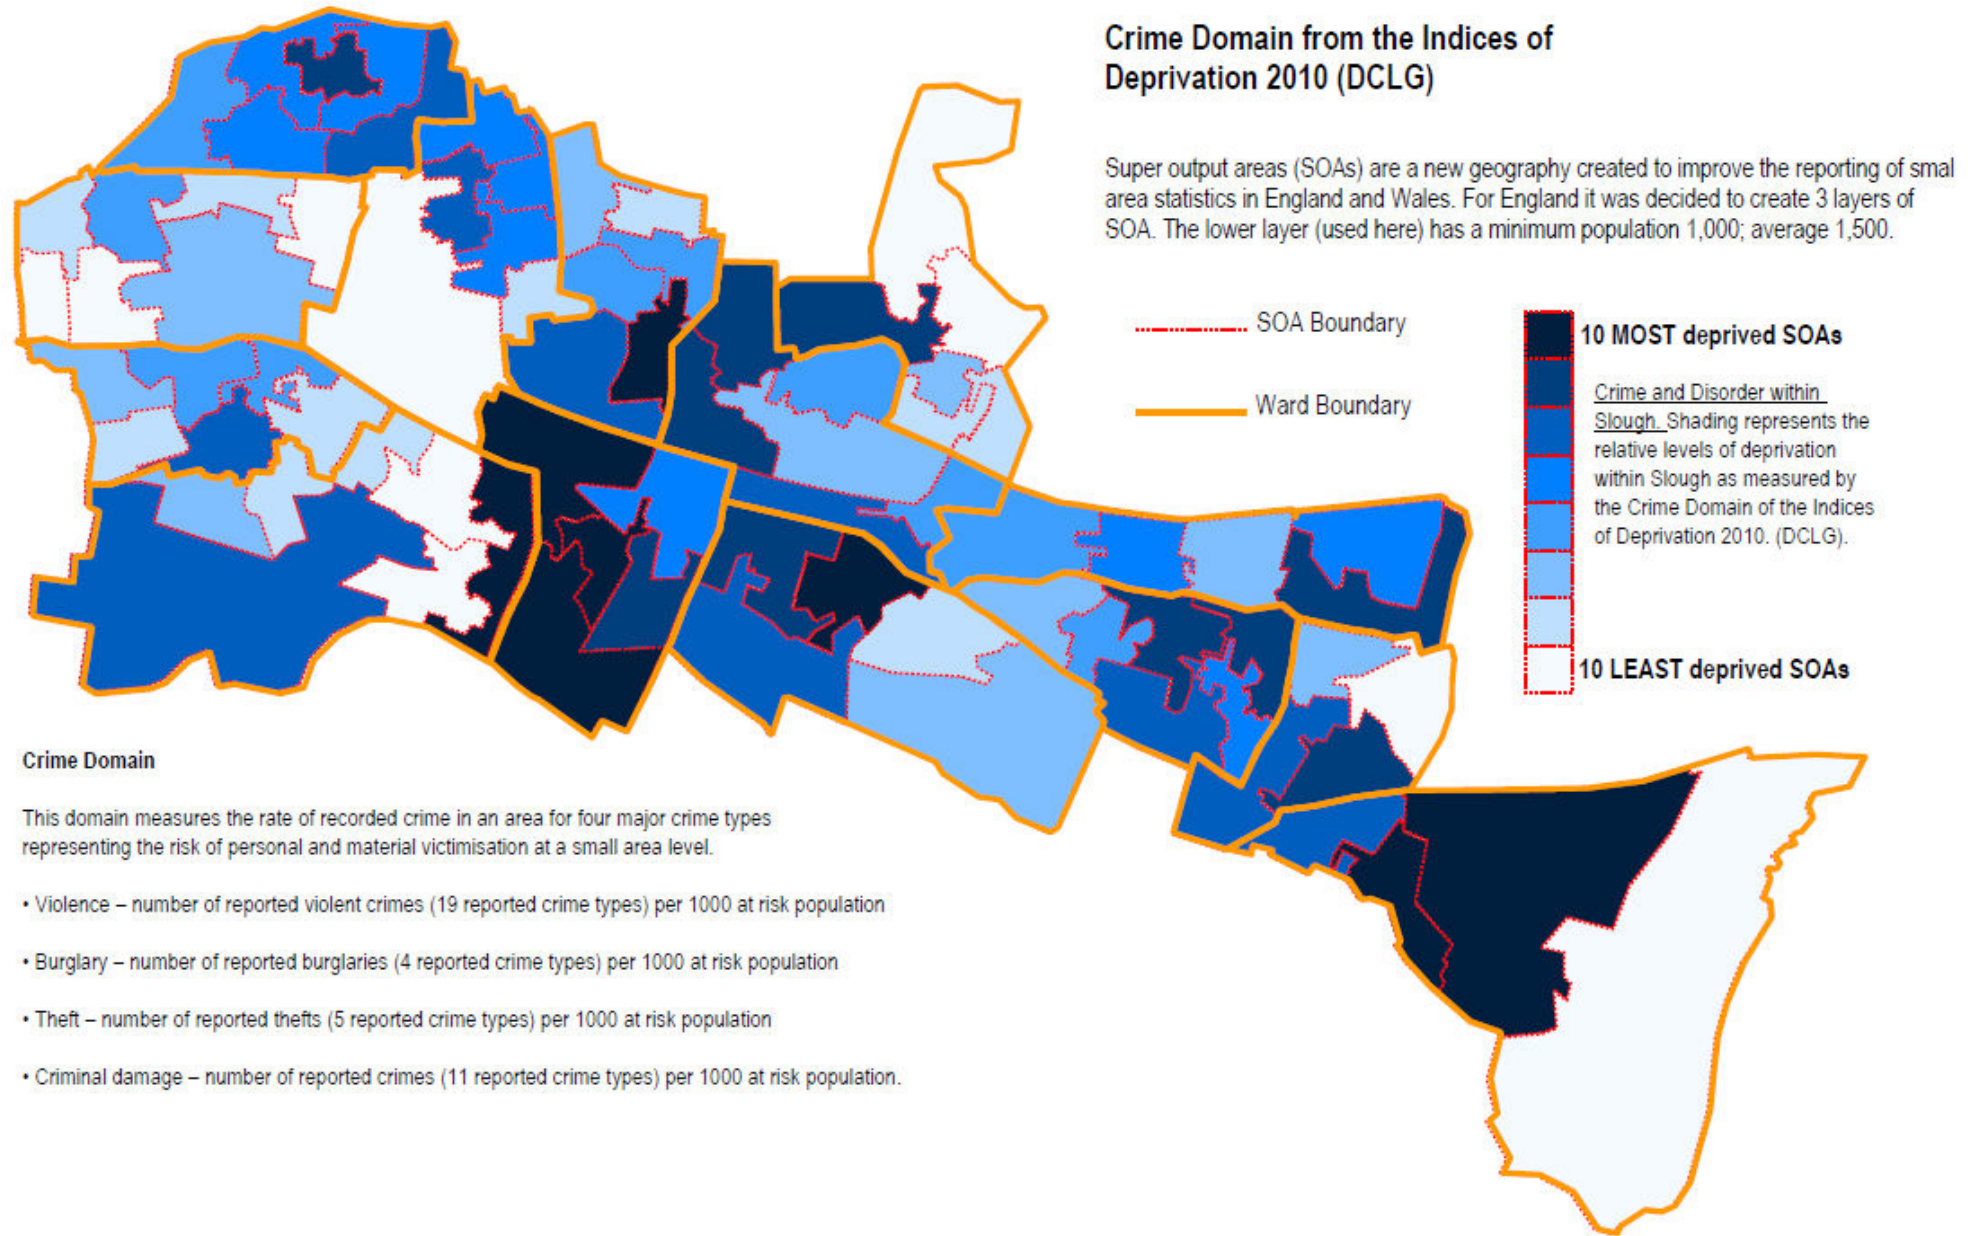 Crime Domain from the Indices of
Deprivation 2010 (DCLG)
Super output areas (SOAs) are a new geography created to improve the reporting of smal
area statistics in England and Wales. For England it was decided to create 3 layers of
SOA. The lower layer (used here) has a minimum population 1,000; average 1,500.
SOA Boundary
Ward Boundary
10 MOST deprived SOAs
Crime and Disorder within
Slough. Shading represents the
relative levels of deprivation
within Slough as measured by
the Crime Domain of the Indices
of Deprivation 2010. (DCLG).
10 LEAST deprived SOAs
Crime Domain
This domain measures the rate of recorded crime in an area for four major crime types
representing the risk of personal and material victimisation at a small area level.
• Violence – number of reported violent crimes (19 reported crime types) per 1000 at risk population
• Burglary – number of reported burglaries (4 reported crime types) per 1000 at risk population
• Theft – number of reported thefts (5 reported crime types) per 1000 at risk population
• Criminal damage – number of reported crimes (11 reported crime types) per 1000 at risk population.